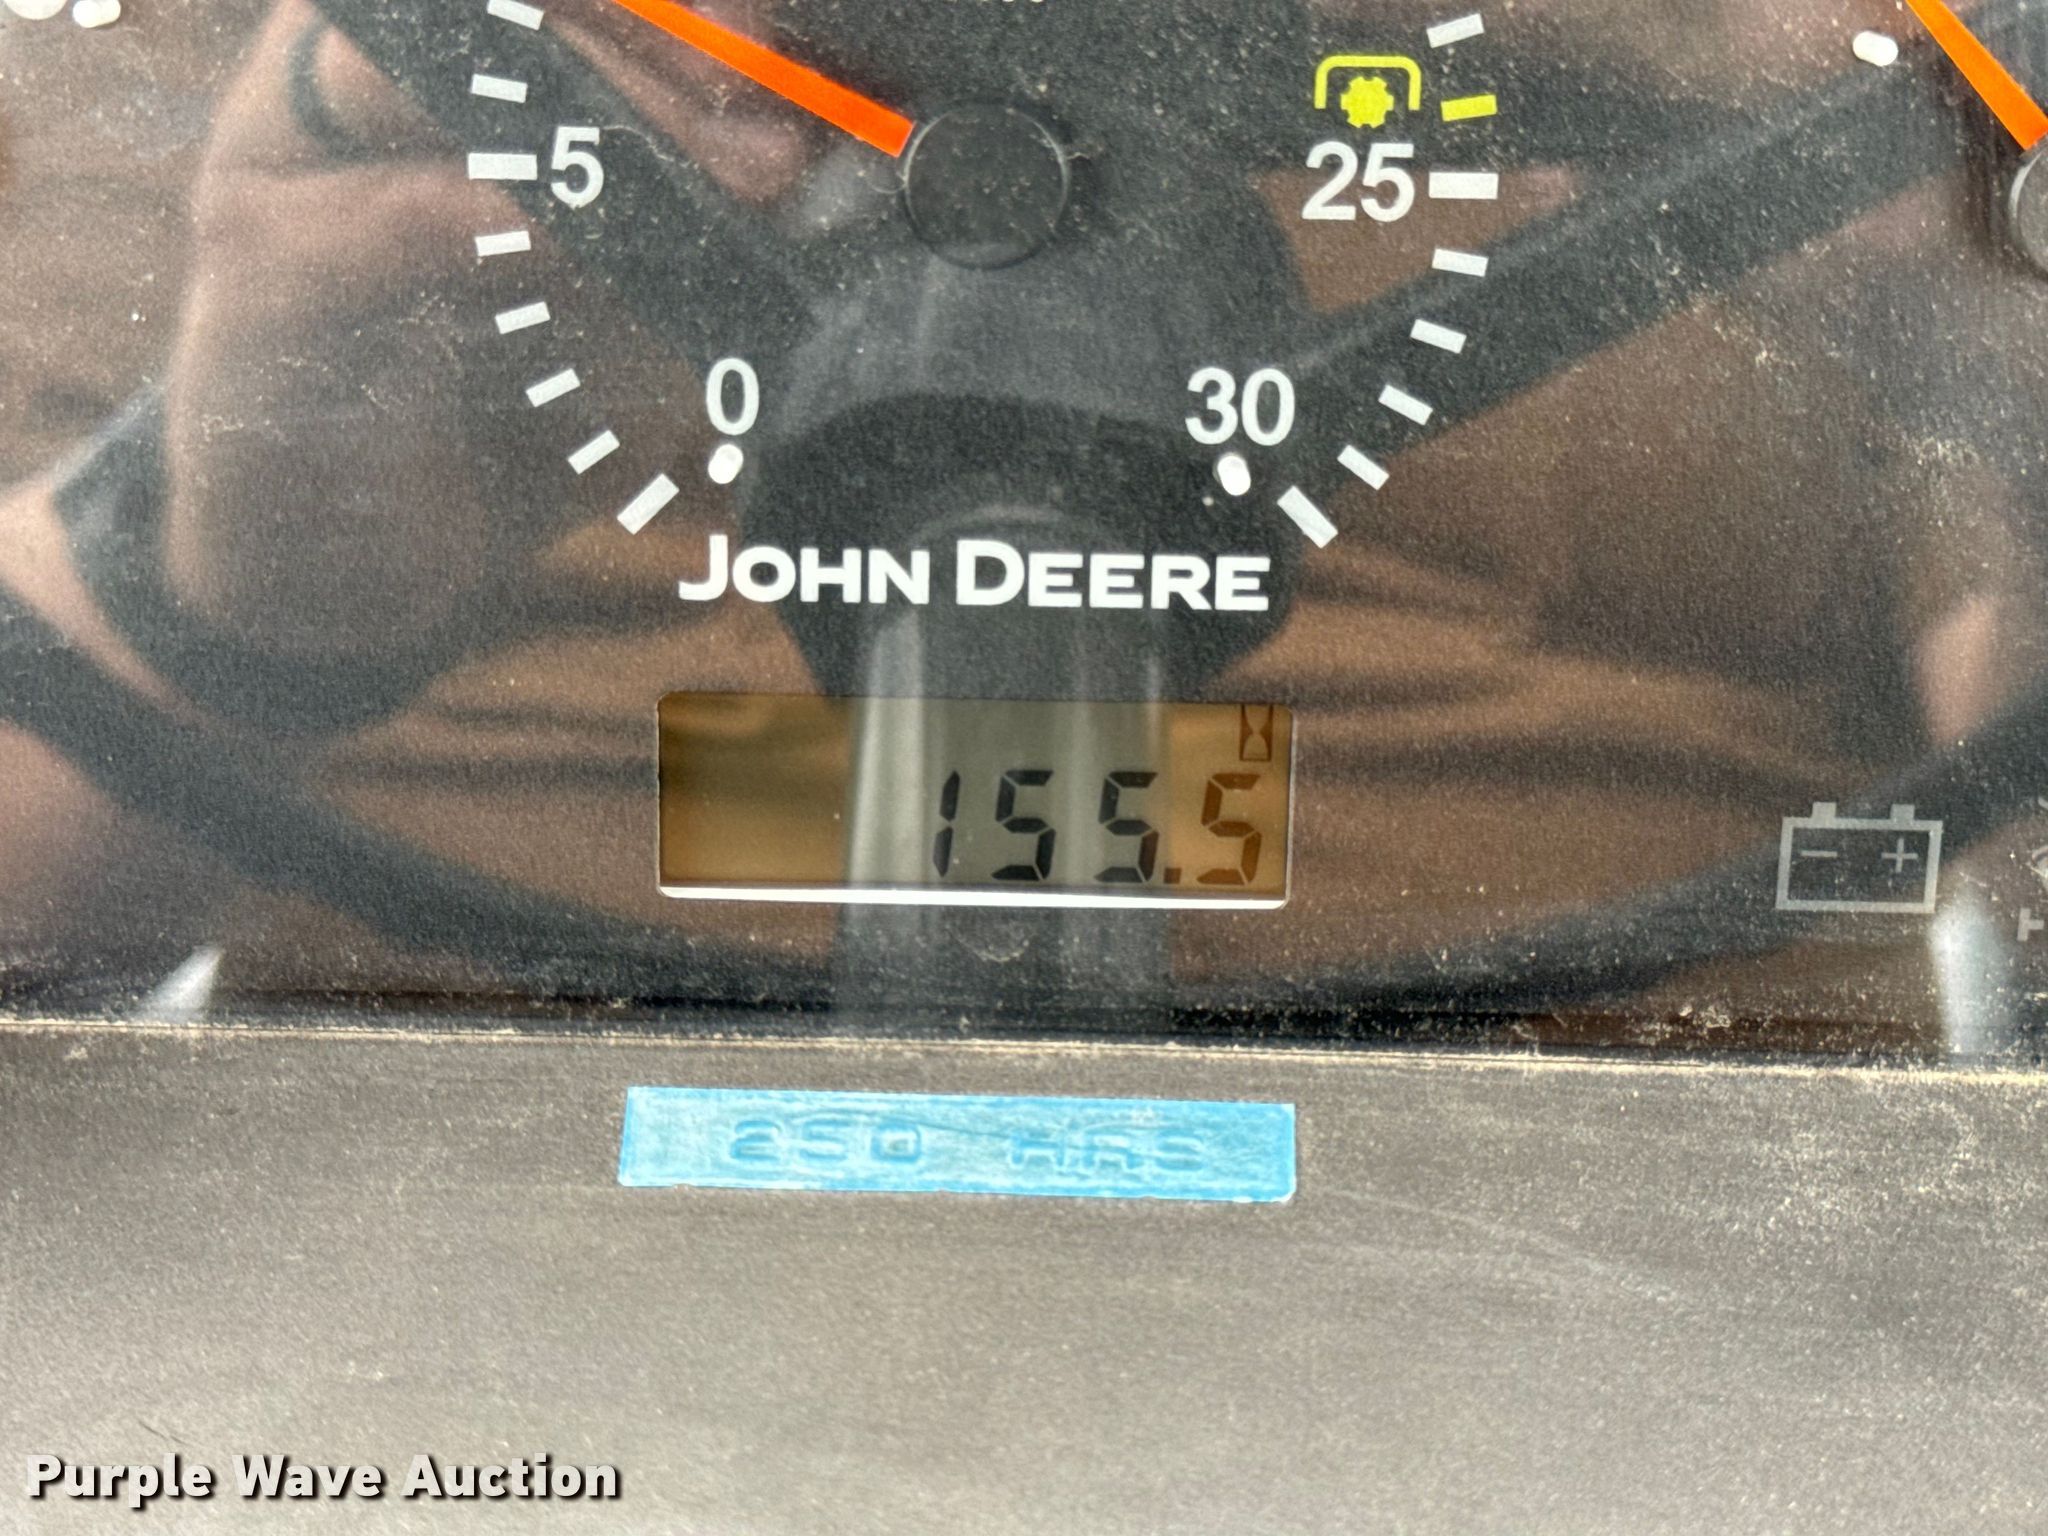 5
25
0
30
JOHN DEERE
155.5
- +
250 HRS
Purple Wave Auction